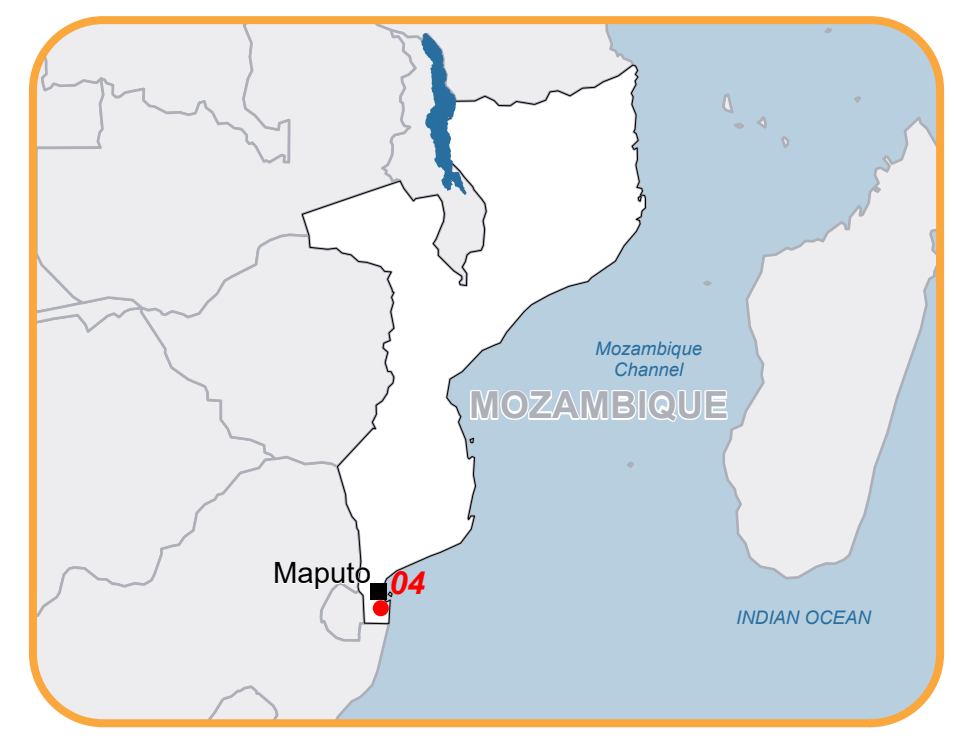 Mozambique
Channel
MOZAMBIQUE
Maputo
04
INDIAN OCEAN